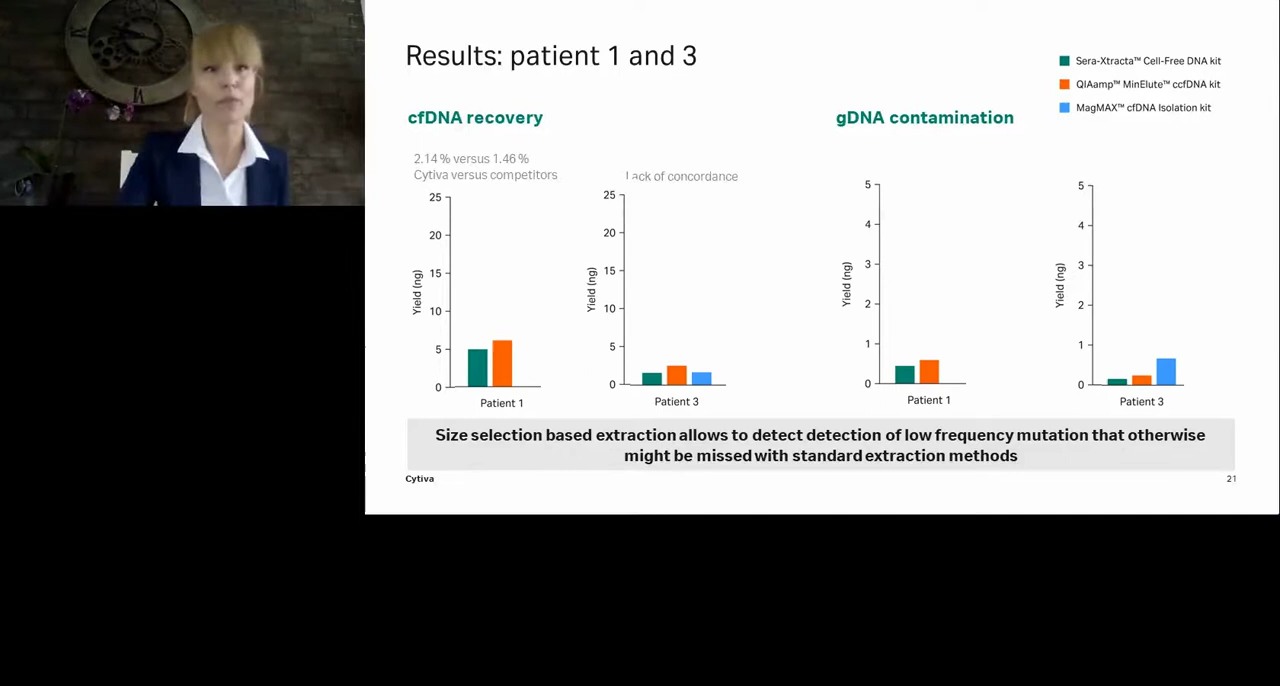 Results: patient 1 and 3
Sera-Xtracta™ Cell-Free DNA kit
QIAamp™ MinElute™ ccfDNA kit
MagMAX™ cfDNA Isolation kit
cfDNA recovery
gDNA contamination
2.14 % versus 1.46 %
Cytiva versus competitors
Lack of concordance
25
20
15
10
5
0
Yield (ng)
Patient 1
25
20
15
10
5
0
Yield (ng)
Patient 3
5
4
3
2
1
0
Yield (ng)
Patient 1
5
4
3
2
1
0
Yield (ng)
Patient 3
Size selection based extraction allows to detect detection of low frequency mutation that otherwise
might be missed with standard extraction methods
Cytiva
21